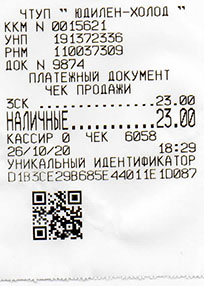 ЧТУП " ЮДИЛЕН-ХОЛОД "
ККМ N 0015621
УНП 191372336
РНМ 110037309
ДОК N 9874
ПЛАТЕЖНЫЙ ДОКУМЕНТ
ЧЕК ПРОДАЖИ
ЗСК ..................23.00
НАЛИЧНЫЕ........23.00
КАССИР 0 ЧЕК 6058
26/10/20 18:29
УНИКАЛЬНЫЙ ИДЕНТИФИКАТОР
D1B3CE29B685E44011E1D087